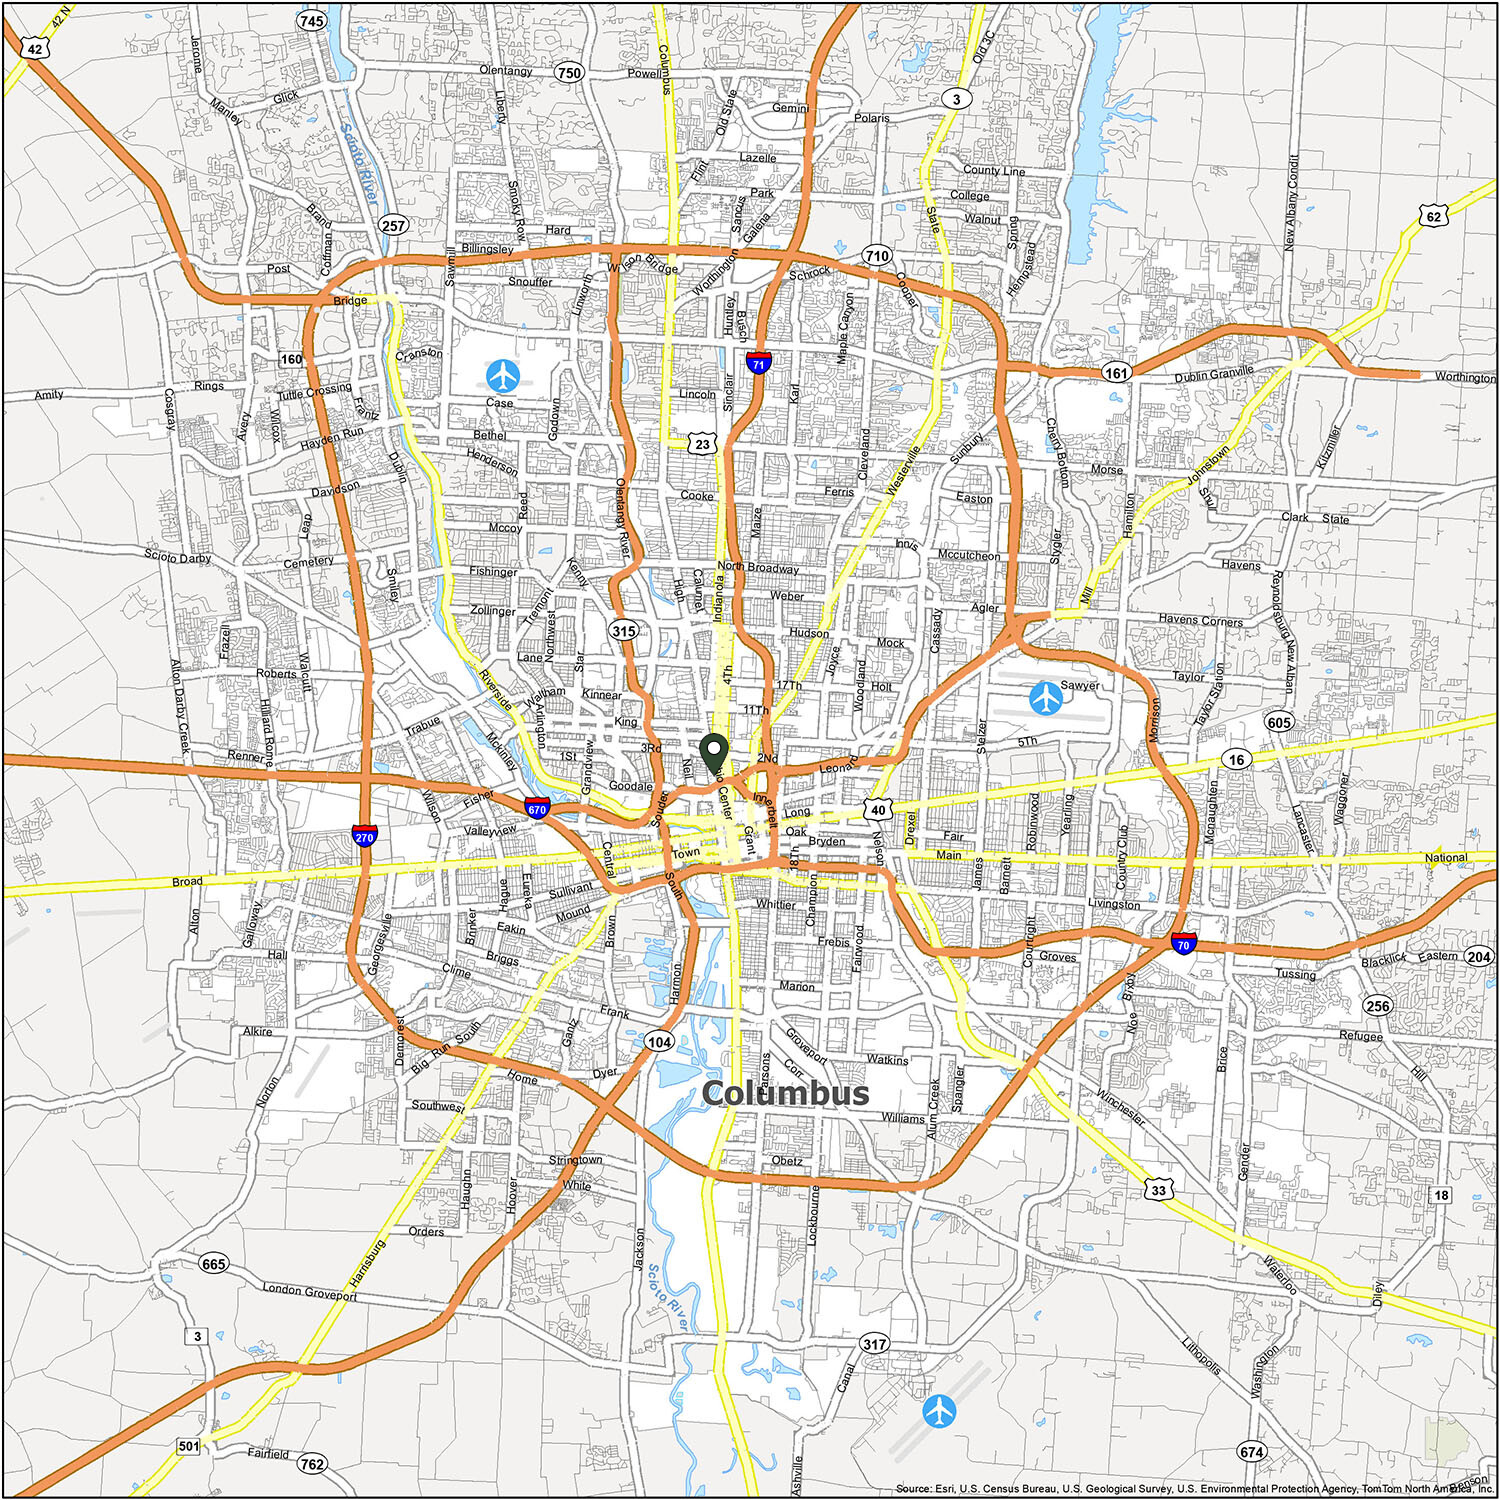 42 N
745
Old 3C
42
Jerome
Olentangy
750
Powell
Columbus
Glick
Manley
Liberty
Old State
Gemini
3
Polaris
Scioto River
Lazelle
Flint
County Line
New Albany Condit
Smoky Row
Park
College
Brand
257
Sancus
State
Walnut
Spring
62
Coffman
Hard
Galena
Billingsley
Sawmill
Post
Wilson Bridge
710
Hempstead
Snouffer
Linworth
Worthington
Schrock
Cooper
Bridge
Huntley
Busch
Maple Canyon
160
Cranston
71
161
Dublin Granville
Worthington
Amity
Rings
Tuttle Crossing
Cosgray
Case
Lincoln
Sinclair
Karl
Avery
Wilcox
Frantz
Godown
Hayden Run
Bethel
23
Cleveland
Sunbury
Cherry Bottom
Kitzmiller
Henderson
Dublin
Westerville
Morse
Johnstown
Davidson
Reed
Olentangy River
Cooke
Ferris
Easton
Hamilton
Shull
Leap
Mccoy
Maize
Clark State
Scioto Darby
Cemetery
Innis
Mccutcheon
Stygler
Smiley
Fishinger
Kenny
North Broadway
Havens
High
Calumet
Indianola
Weber
Mill
Zollinger
Tremont
Agler
Havens Corners
Reynoldsburg New Albany
Frazell
Northwest
315
Hudson
Mock
Cassady
Lane
Star
Joyce
Walcutt
Roberts
Alton Darby Creek
4Th
Woodland
Holt
17Th
Sawyer
Taylor
Taylor Station
Hilliard Rome
Riverside
Waltham
Kinnear
11Th
Morrison
605
Trabue
Arlington
King
Stelzer
5Th
Renner
Mckinley
1St
3Rd
Neil
2Nd
Leonard
16
Grandview
Goodale
Ohio Center
Fisher
670
Souder
Innerbelt
Long
40
Wilson
Valleyview
Grant
Oak
Bryden
Nelson
Drexel
Robinwood
Yearling
Mcnaughten
Lancaster
Waggoner
270
Town
18Th
Fair
Main
National
Central
James
Barnett
Country Club
Broad
Sullivant
South
Hague
Eureka
Mound
Whittier
Champion
Livingston
Alton
Galloway
Georgesville
Brinker
Eakin
Brown
Frebis
Fairwood
Courtright
70
Hall
Briggs
Groves
Blacklick Eastern
204
Clime
Harmon
Marion
Tussing
Bixby
Noe
256
Alkire
Demorest
Big Run South
Frank
Gantz
104
Groveport
Corr
Watkins
Brice
Refugee
Dyer
Home
Parsons
Spangler
Hill
Norton
Columbus
Southwest
Alum Creek
Winchester
Williams
Stringtown
Obetz
Gender
White
Haughn
Hoover
33
18
Lockbourne
Orders
Jackson
665
Harrisburg
Scioto River
Waterloo
London Groveport
Diley
3
317
Canal
Lithopolis
Washington
501
Fairfield
762
674
Ashville
Benson
Source: Esri, U.S. Census Bureau, U.S. Geological Survey, U.S. Environmental Protection Agency, TomTom North America, Inc.